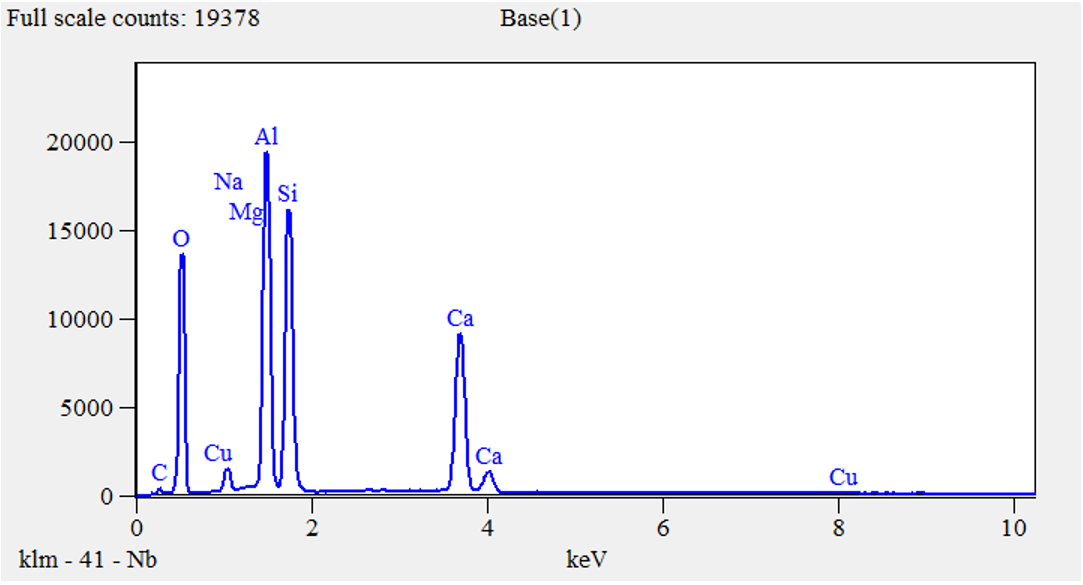 Full scale counts: 19378
Base(1)
20000
15000
10000
5000
0
Al
Na
Si
Mg
O
Ca
Cu
C
Ca
Cu
0
2
4
6
8
10
klm - 41 - Nb
keV